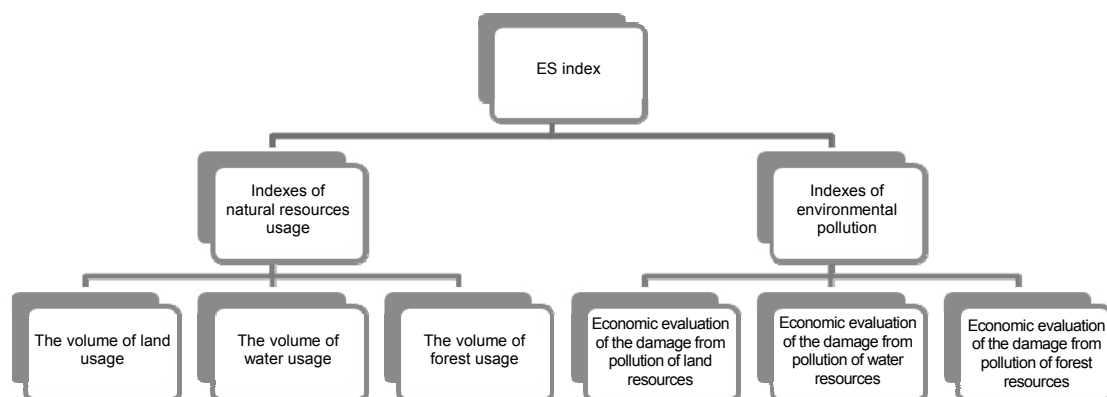 ES index
Indexes of
natural resources
usage
Indexes of
environmental
pollution
The volume of land
usage
The volume of
water usage
The volume of
forest usage
Economic evaluation
of the damage from
pollution of land
resources
Economic evaluation
of the damage from
pollution of water
resources
Economic evaluation
of the damage from
pollution of forest
resources